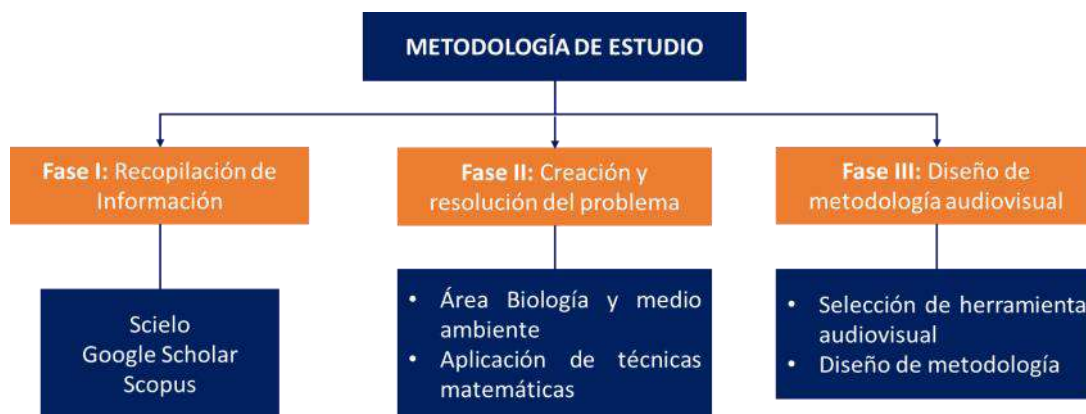 METODOLOGÍA DE ESTUDIO
Fase I: Recopilación de
Información
Scielo
Google Scholar
Scopus
Fase II: Creación y
resolución del problema
• Área Biología y medio
ambiente
• Aplicación de técnicas
matemáticas
Fase III: Diseño de
metodología audiovisual
• Selección de herramienta
audiovisual
• Diseño de metodología